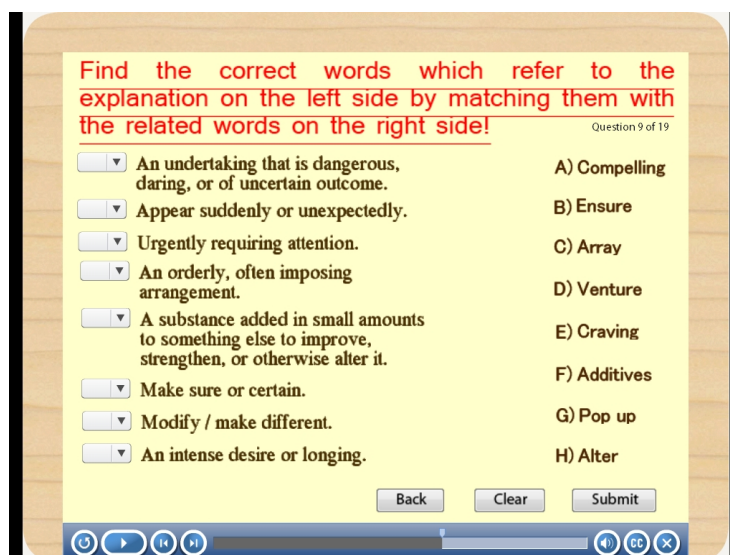 Find the correct words which refer to the
explanation on the left side by matching them with
the related words on the right side!
Question 9 of 19
An undertaking that is dangerous,
daring, or of uncertain outcome.
A) Compelling
Appear suddenly or unexpectedly.
B) Ensure
Urgently requiring attention.
C) Array
An orderly, often imposing
arrangement.
D) Venture
A substance added in small amounts
to something else to improve,
strengthen, or otherwise alter it.
E) Craving
Make sure or certain.
F) Additives
Modify / make different.
G) Pop up
An intense desire or longing.
H) Alter
Back Clear Submit
CC